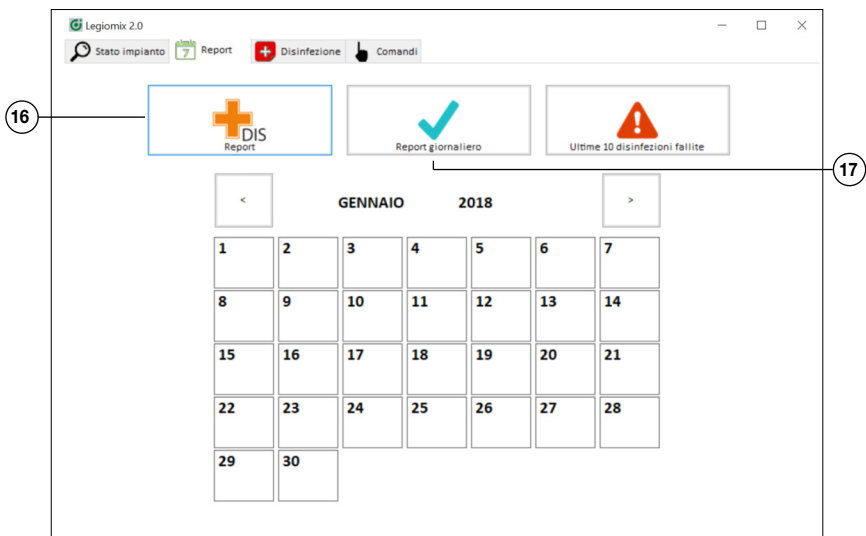 Legiomix 2.0
Stato impianto 7 Report Disinfezione Comandi
16
DIS
Report
Report giornaliero
Ultime 10 disinfezioni fallite
17
< GENNAIO 2018 >
1 2 3 4 5 6 7
8 9 10 11 12 13 14
15 16 17 18 19 20 21
22 23 24 25 26 27 28
29 30